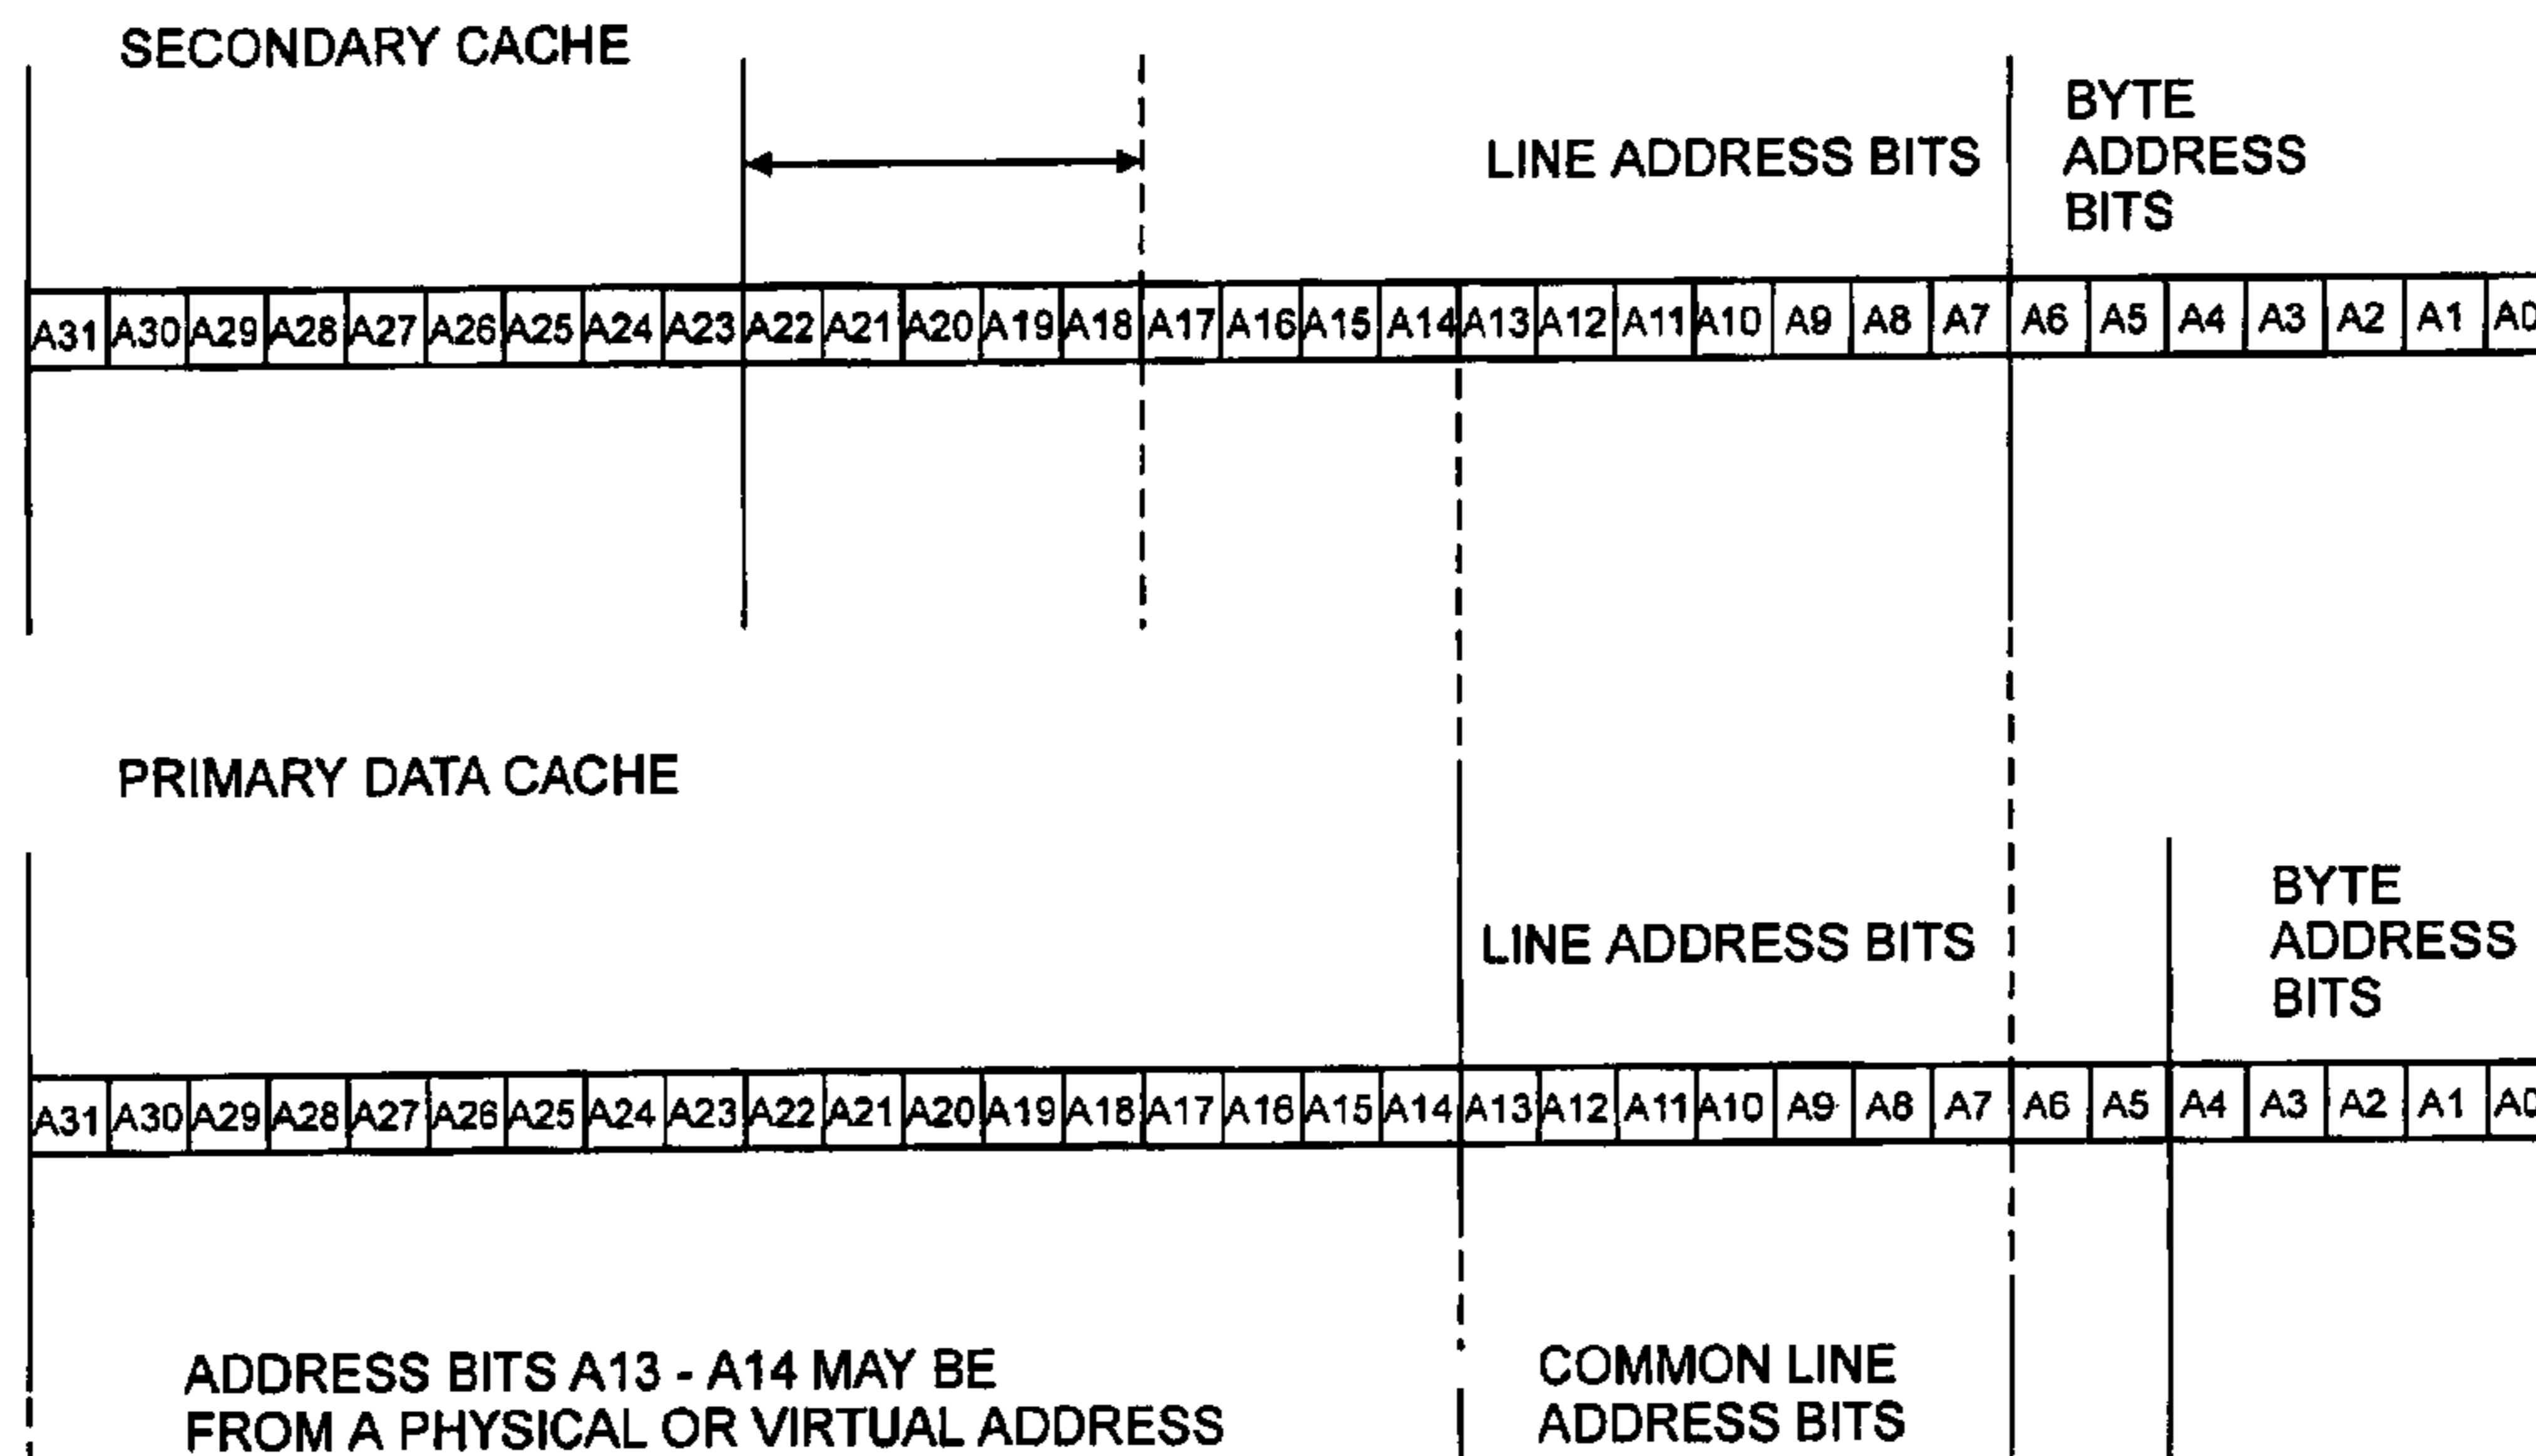 SECONDARY CACHE
LINE ADDRESS BITS
BYTE
ADDRESS
BITS
A31 A30 A29 A28 A27 A26 A25 A24 A23 A22 A21 A20 A19 A18 A17 A16 A15 A14 A13 A12 A11 A10 A9 A8 A7 A6 A5 A4 A3 A2 A1 A0
PRIMARY DATA CACHE
LINE ADDRESS BITS
BYTE
ADDRESS
BITS
A31 A30 A29 A28 A27 A26 A25 A24 A23 A22 A21 A20 A19 A18 A17 A16 A15 A14 A13 A12 A11 A10 A9 A8 A7 A6 A5 A4 A3 A2 A1 A0
ADDRESS BITS A13 - A14 MAY BE
FROM A PHYSICAL OR VIRTUAL ADDRESS
COMMON LINE
ADDRESS BITS